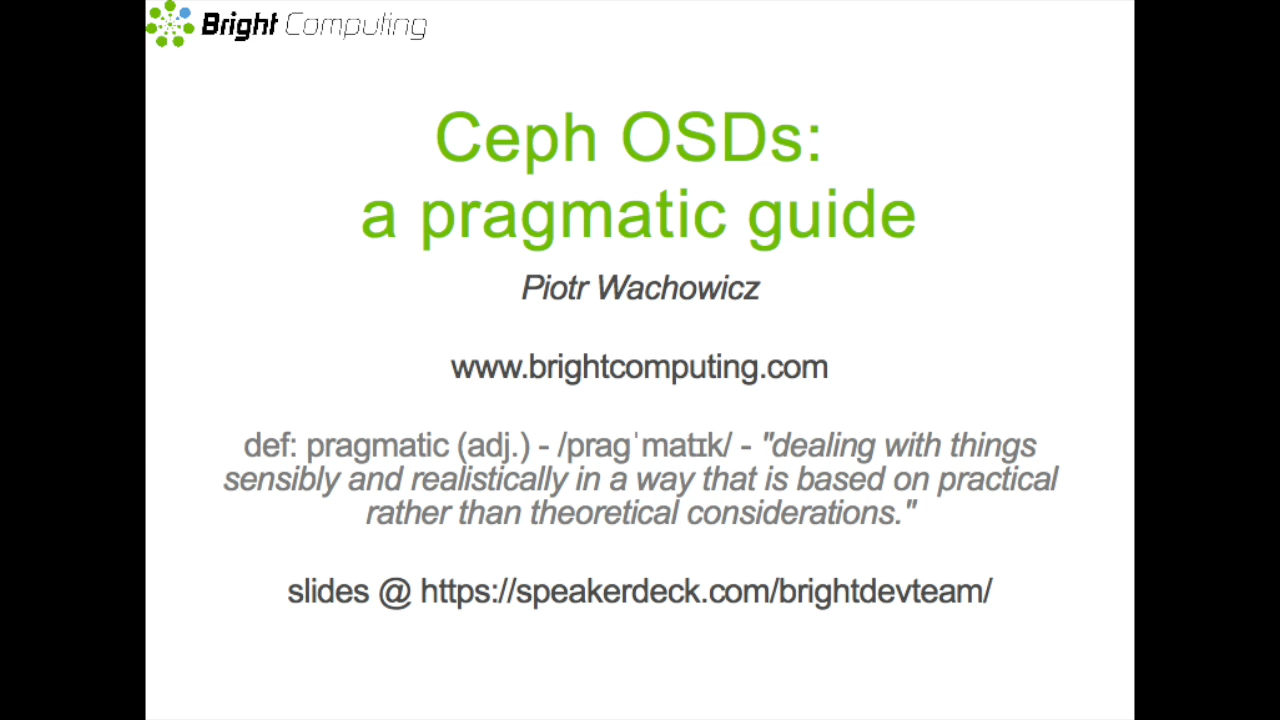 Bright Computing
Ceph OSDs:
a pragmatic guide
Piotr Wachowicz
www.brightcomputing.com
def: pragmatic (adj.) - /praɡˈmatɪk/ - "dealing with things
sensibly and realistically in a way that is based on practical
rather than theoretical considerations."
slides @ https://speakerdeck.com/brightdevteam/